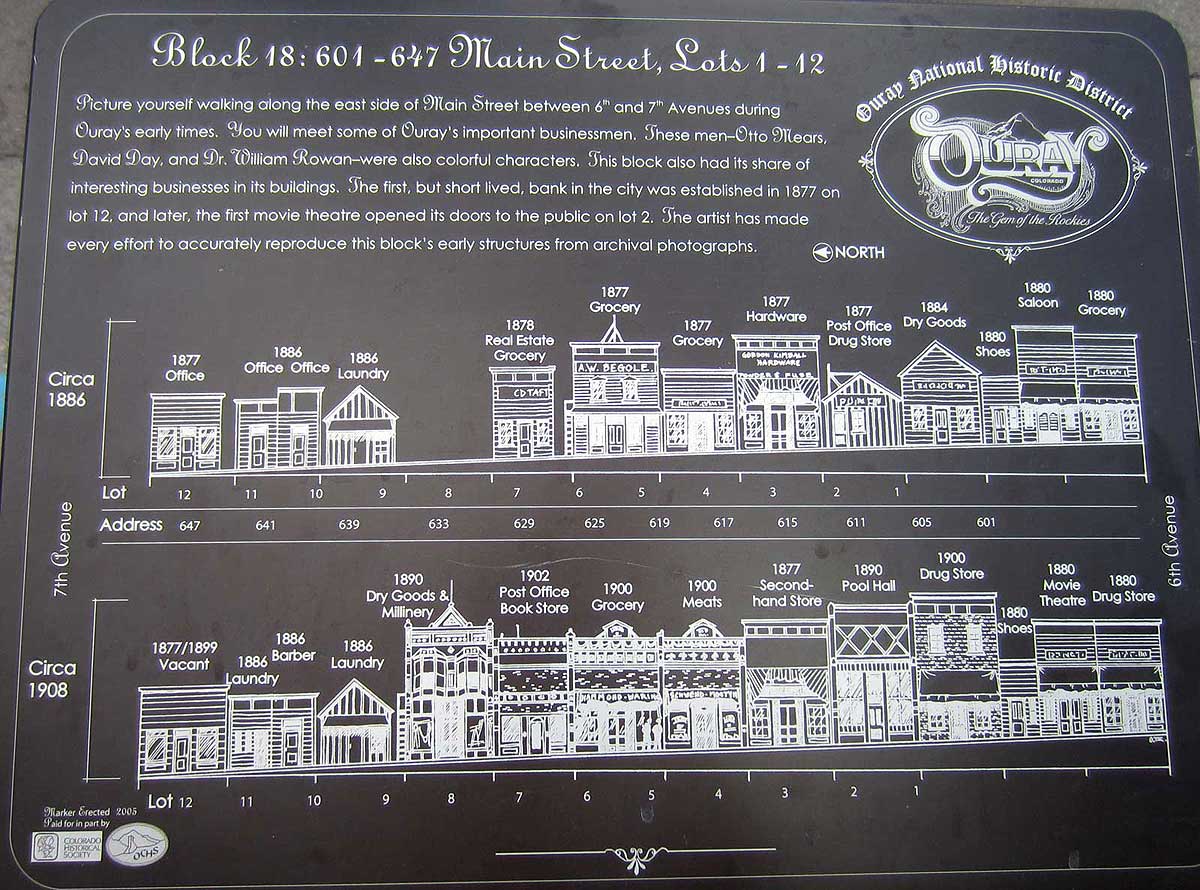 Block 18: 601 - 647 Main Street, Lots 1 - 12
Picture yourself walking along the east side of Main Street between 6th and 7th Avenues during
Ouray's early times. You will meet some of Ouray's important businessmen. These men–Otto Mears,
David Day, and Dr. William Rowan–were also colorful characters. This block also had its share of
interesting businesses in its buildings. The first, but short lived, bank in the city was established in 1877 on
lot 12, and later, the first movie theatre opened its doors to the public on lot 2. The artist has made
every effort to accurately reproduce this block's early structures from archival photographs.
Ouray National Historic District
OURAY
COLORADO
The Gem of the Rockies
NORTH
Circa
1886
1877
Office
1886
Office Office
1886
Laundry
1878
Real Estate
Grocery
1877
Grocery
1877
Grocery
1877
Hardware
1877
Post Office
Drug Store
1884
Dry Goods
1880
Shoes
1880
Saloon
1880
Grocery
CD TAFT
A.W. BEGOLE.
GORDON KIMBALL
HARDWARE
POWDER & FUSE
Lot 12 11 10 9 8 7 6 5 4 3 2 1
Address 647 641 639 633 629 625 619 617 615 611 605 601
7th Avenue
6th Avenue
Circa
1908
1877/1899
Vacant
1886
Laundry
1886
Barber
1886
Laundry
1890
Dry Goods &
Millinery
1902
Post Office
Book Store
1900
Grocery
1900
Meats
1877
Second-
hand Store
1890
Pool Hall
1900
Drug Store
1880
Shoes
1880
Movie
Theatre
1880
Drug Store
Lot 12 11 10 9 8 7 6 5 4 3 2 1
Marker Erected 2005
Paid for in part by
COLORADO
HISTORICAL
SOCIETY
OCHS